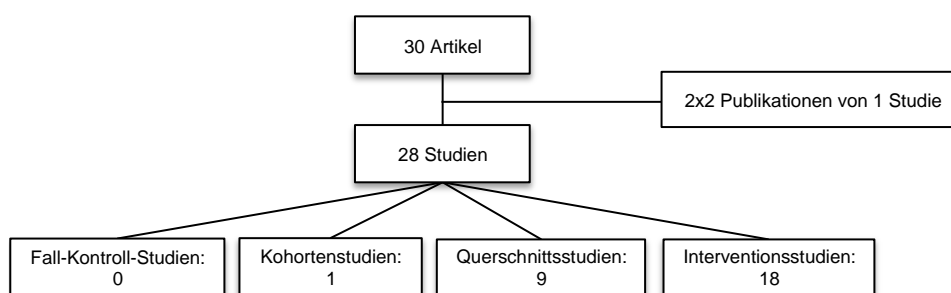 30 Artikel
2x2 Publikationen von 1 Studie
28 Studien
Fall-Kontroll-Studien:
0
Kohortenstudien:
1
Querschnittsstudien:
9
Interventionsstudien:
18